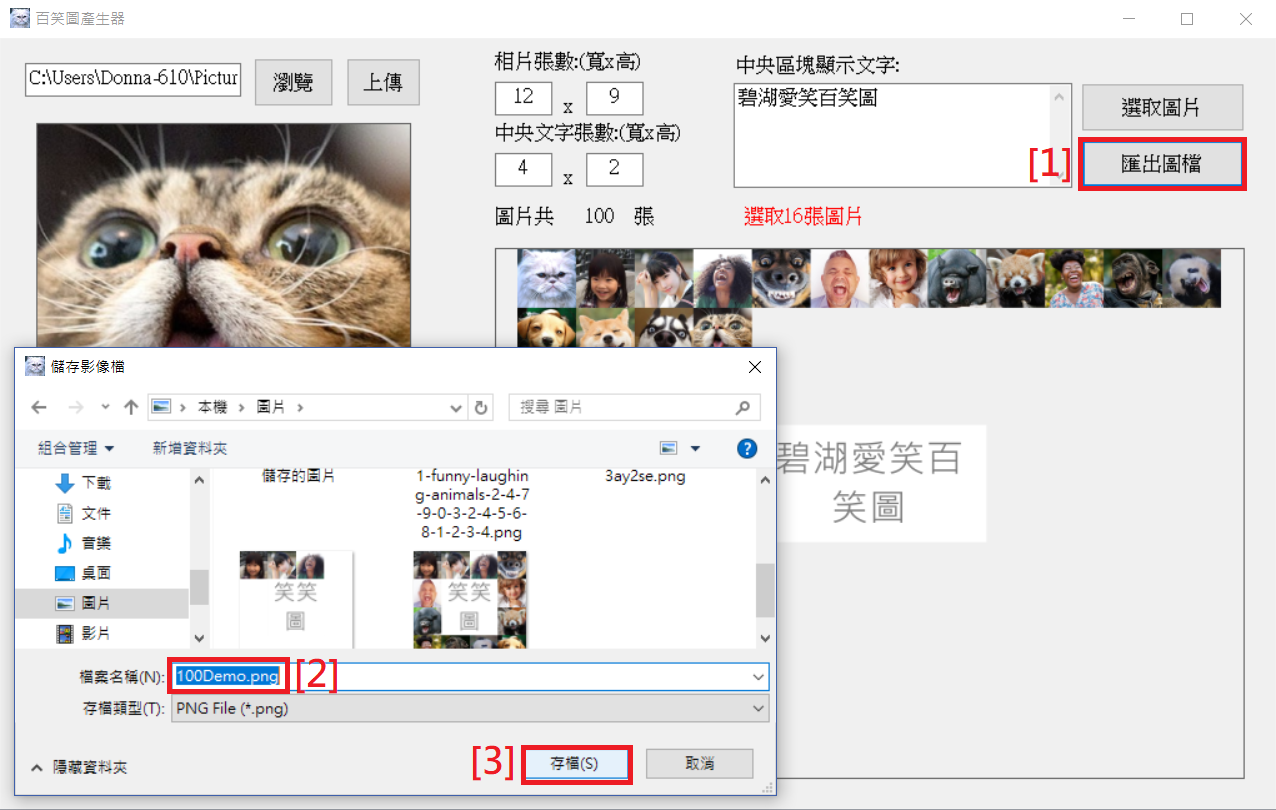 百笑圖產生器
C:\Users\Donna-610\Pictur
瀏覽
上傳
相片張數:(寬x高)
12 x 9
中央文字張數:(寬x高)
4 x 2
圖片共 100 張
中央區塊顯示文字:
碧湖愛笑百笑圖
選取圖片
[1] 匯出圖檔
選取16張圖片
碧湖愛笑百
笑圖
儲存影像檔
本機 圖片
搜尋 圖片
組合管理
新增資料夾
下載
文件
音樂
桌面
圖片
影片
儲存的圖片
1-funny-laughin
g-animals-2-4-7
-9-0-3-2-4-5-6-
8-1-2-3-4.png
3ay2se.png
笑笑
圖
笑笑
圖
檔案名稱(N): 100Demo.png [2]
存檔類型(T): PNG File (*.png)
隱藏資料夾
[3] 存檔(S)
取消